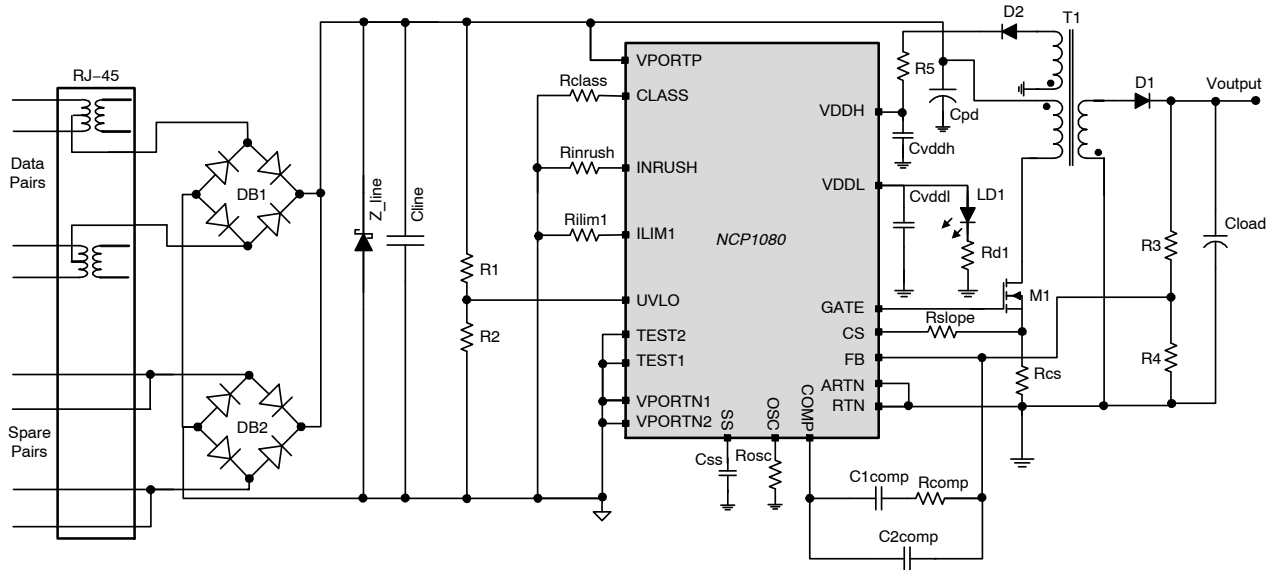 RJ−45
Data
Pairs
Spare
Pairs
DB1
DB2
Z_line
Cline
R1
R2
Rclass
Rinrush
Rilim1
VPORTP
CLASS
INRUSH
ILIM1
UVLO
TEST2
TEST1
VPORTN1
VPORTN2
NCP1080
VDDH
VDDL
GATE
CS
FB
ARTN
RTN
SS
OSC
COMP
Css
Rosc
C1comp
Rcomp
C2comp
D2
T1
R5
Cpd
Cvddh
Cvddl
LD1
Rd1
M1
Rslope
Rcs
D1
Voutput
R3
R4
Cload